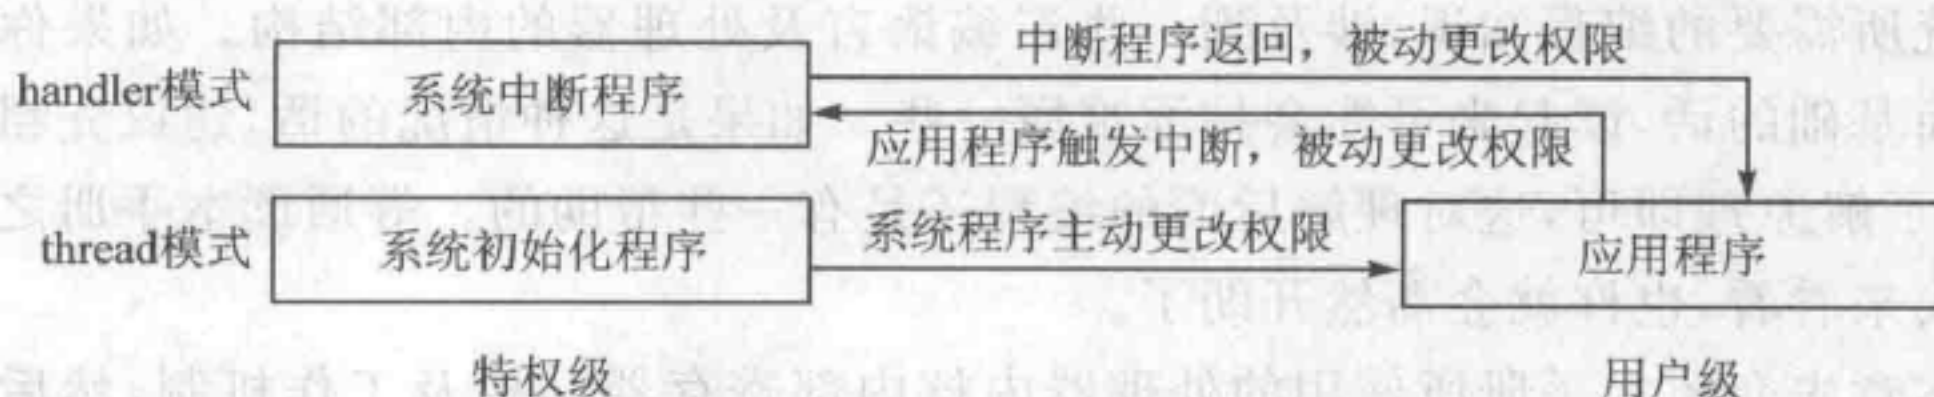 中断程序返回，被动更改权限
handler模式
系统中断程序
应用程序触发中断，被动更改权限
thread模式
系统初始化程序
系统程序主动更改权限
应用程序
特权级
用户级